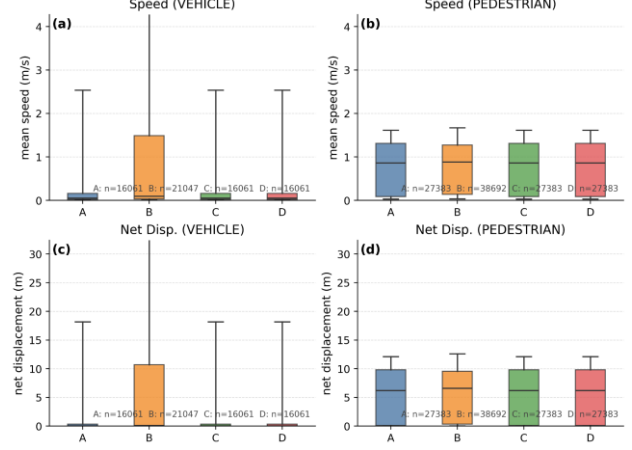 Speed (VEHICLE)
(a)
mean speed (m/s)
4
3
2
1
0
A: n=16061 B: n=21047 C: n=16061 D: n=16061
A B C D
Speed (PEDESTRIAN)
(b)
mean speed (m/s)
4
3
2
1
0
A: n=27383 B: n=38692 C: n=27383 D: n=27383
A B C D
Net Disp. (VEHICLE)
(c)
net displacement (m)
30
25
20
15
10
5
0
A: n=16061 B: n=21047 C: n=16061 D: n=16061
A B C D
Net Disp. (PEDESTRIAN)
(d)
net displacement (m)
30
25
20
15
10
5
0
A: n=27383 B: n=38692 C: n=27383 D: n=27383
A B C D